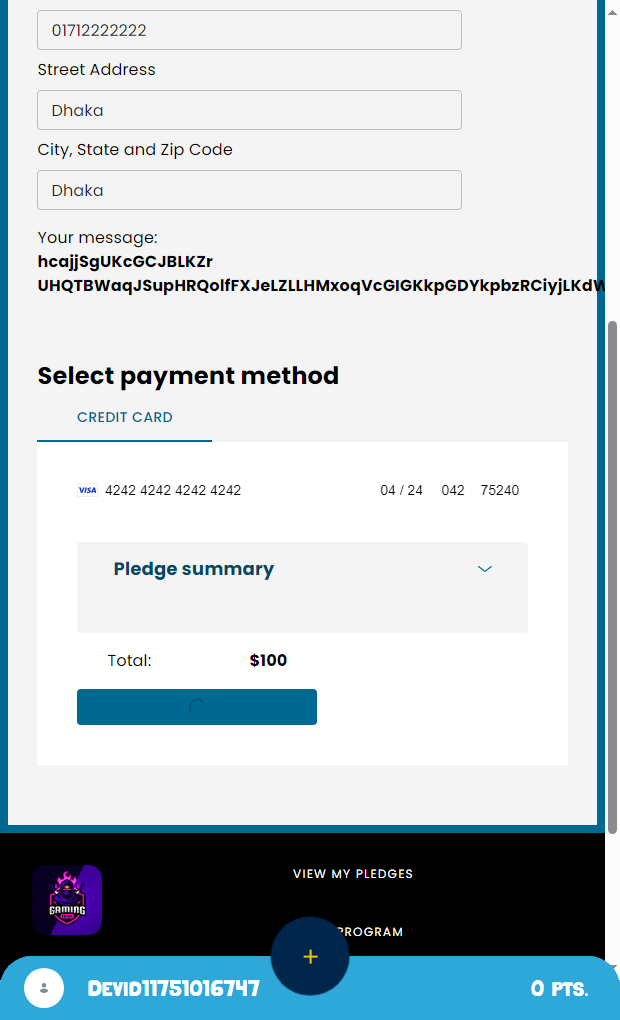 01712222222
Street Address
Dhaka
City, State and Zip Code
Dhaka
Your message:
hcajjSgUKcGCJBLKZr
UHQTBWaqJSupHRQolfFXJeLZLLHMxoqVcGIGKkpGDYkpbzRCiyjLKdW
Select payment method
CREDIT CARD
VISA 4242 4242 4242 4242 04 / 24 042 75240
Pledge summary
Total: $100
VIEW MY PLEDGES
GAMING
PROGRAM
+
Devid11751016747 0 PTS.